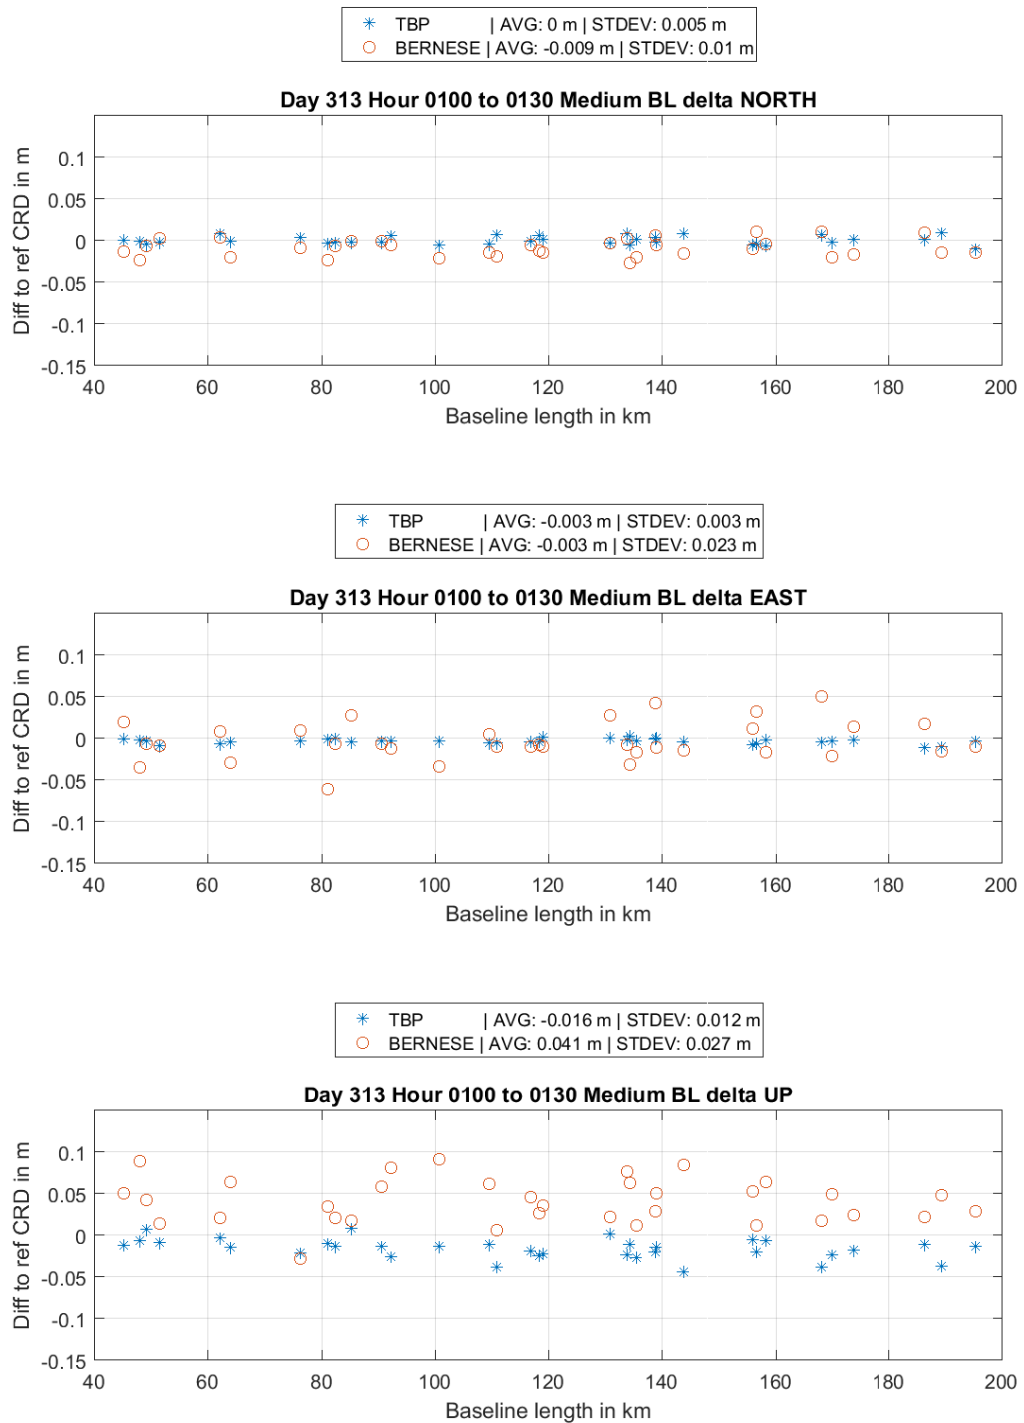 TBP | AVG: 0 m | STDEV: 0.005 m
BERNESE | AVG: -0.009 m | STDEV: 0.01 m
Day 313 Hour 0100 to 0130 Medium BL delta NORTH
Diff to ref CRD in m
0.1
0.05
0
-0.05
-0.1
-0.15
40 60 80 100 120 140 160 180 200
Baseline length in km
TBP | AVG: -0.003 m | STDEV: 0.003 m
BERNESE | AVG: -0.003 m | STDEV: 0.023 m
Day 313 Hour 0100 to 0130 Medium BL delta EAST
Diff to ref CRD in m
0.1
0.05
0
-0.05
-0.1
-0.15
40 60 80 100 120 140 160 180 200
Baseline length in km
TBP | AVG: -0.016 m | STDEV: 0.012 m
BERNESE | AVG: 0.041 m | STDEV: 0.027 m
Day 313 Hour 0100 to 0130 Medium BL delta UP
Diff to ref CRD in m
0.1
0.05
0
-0.05
-0.1
-0.15
40 60 80 100 120 140 160 180 200
Baseline length in km